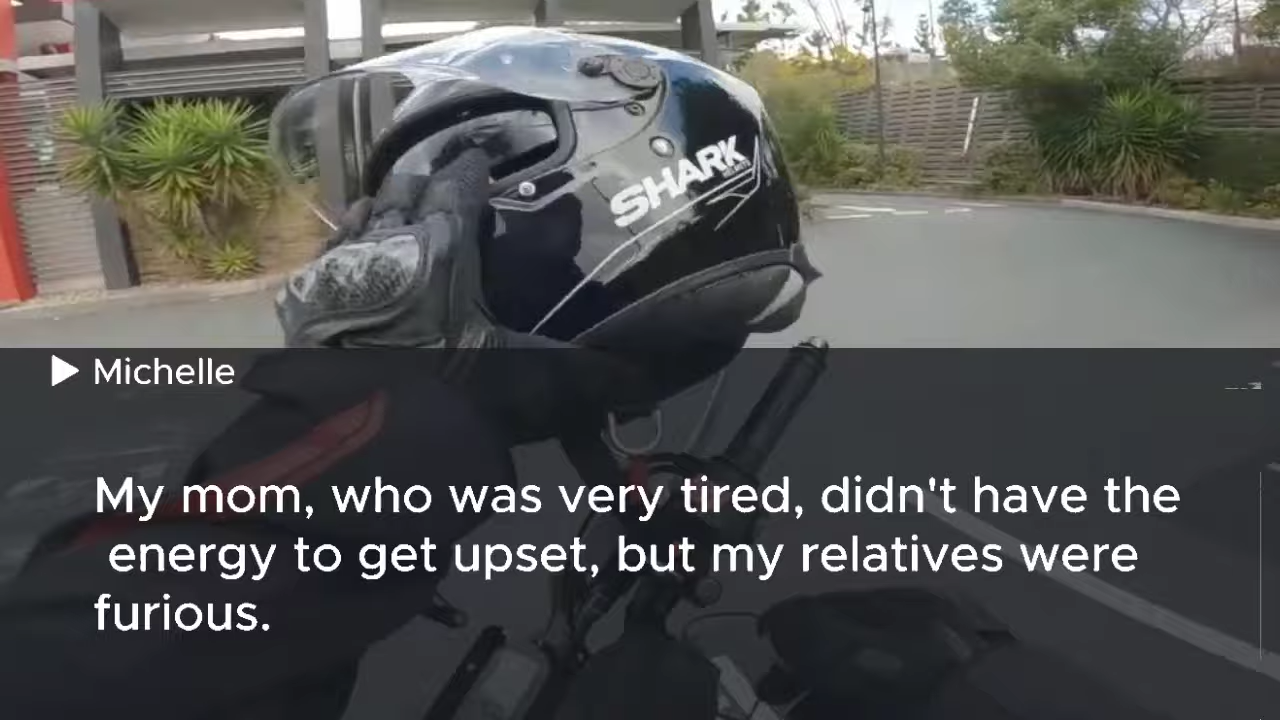 SHARK
Michelle
My mom, who was very tired, didn't have the
energy to get upset, but my relatives were
furious.